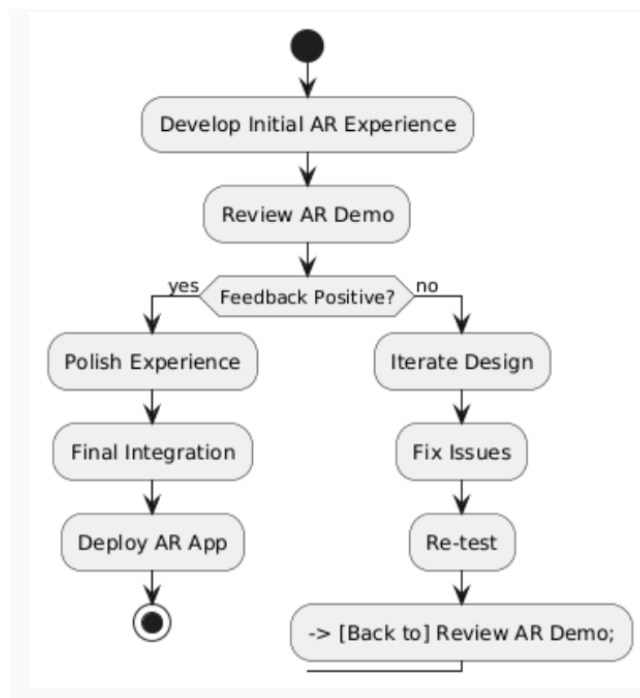 Develop Initial AR Experience
Review AR Demo
Feedback Positive?
yes
no
Polish Experience
Final Integration
Deploy AR App
Iterate Design
Fix Issues
Re-test
-> [Back to] Review AR Demo;